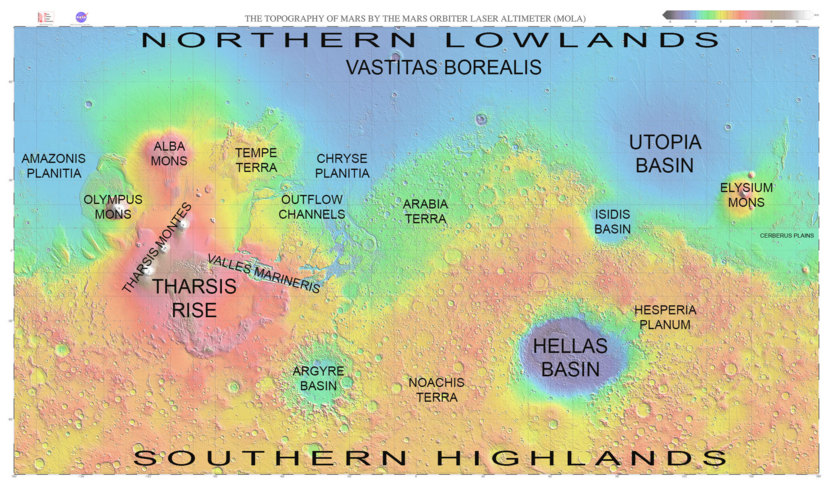 THE TOPOGRAPHY OF MARS BY THE MARS ORBITER LASER ALTIMETER (MOLA)
NORTHERN LOWLANDS
VASTITAS BOREALIS
UTOPIA
BASIN
ALBA
MONS
TEMPE
TERRA
AMAZONIS
PLANITIA
CHRYSE
PLANITIA
ELYSIUM
MONS
OLYMPUS
MONS
OUTFLOW
CHANNELS
ARABIA
TERRA
ISIDIS
BASIN
CERBERUS PLAINS
THARSIS MONTES
VALLES MARINERIS
THARSIS
RISE
HESPERIA
PLANUM
HELLAS
BASIN
ARGYRE
BASIN
NOACHIS
TERRA
SOUTHERN HIGHLANDS